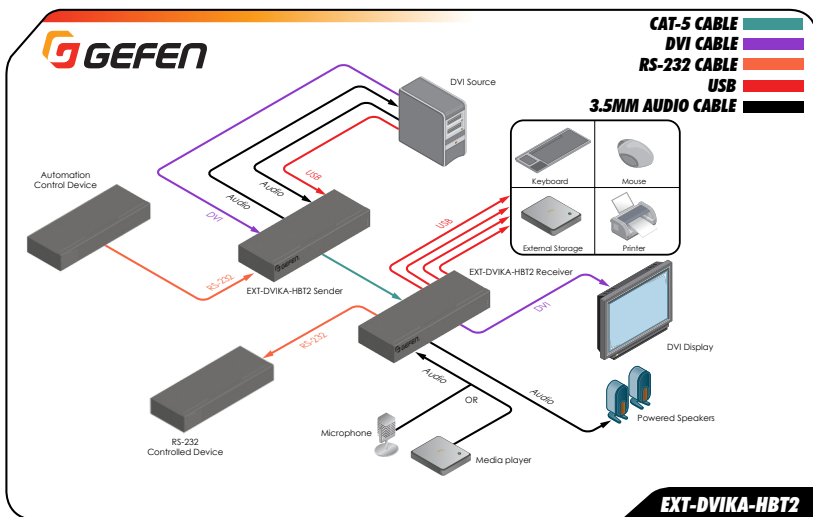 GEFEN
CAT-5 CABLE
DVI CABLE
RS-232 CABLE
USB
3.5MM AUDIO CABLE
DVI Source
Automation
Control Device
USB
Audio
Audio
DVI
RS-232
GEFEN
EXT-DVIKA-HBT2 Sender
Keyboard
Mouse
External Storage
Printer
USB
EXT-DVIKA-HBT2 Receiver
GEFEN
DVI
DVI Display
RS-232
RS-232
Controlled Device
Audio
OR
Audio
Microphone
Media player
Powered Speakers
EXT-DVIKA-HBT2